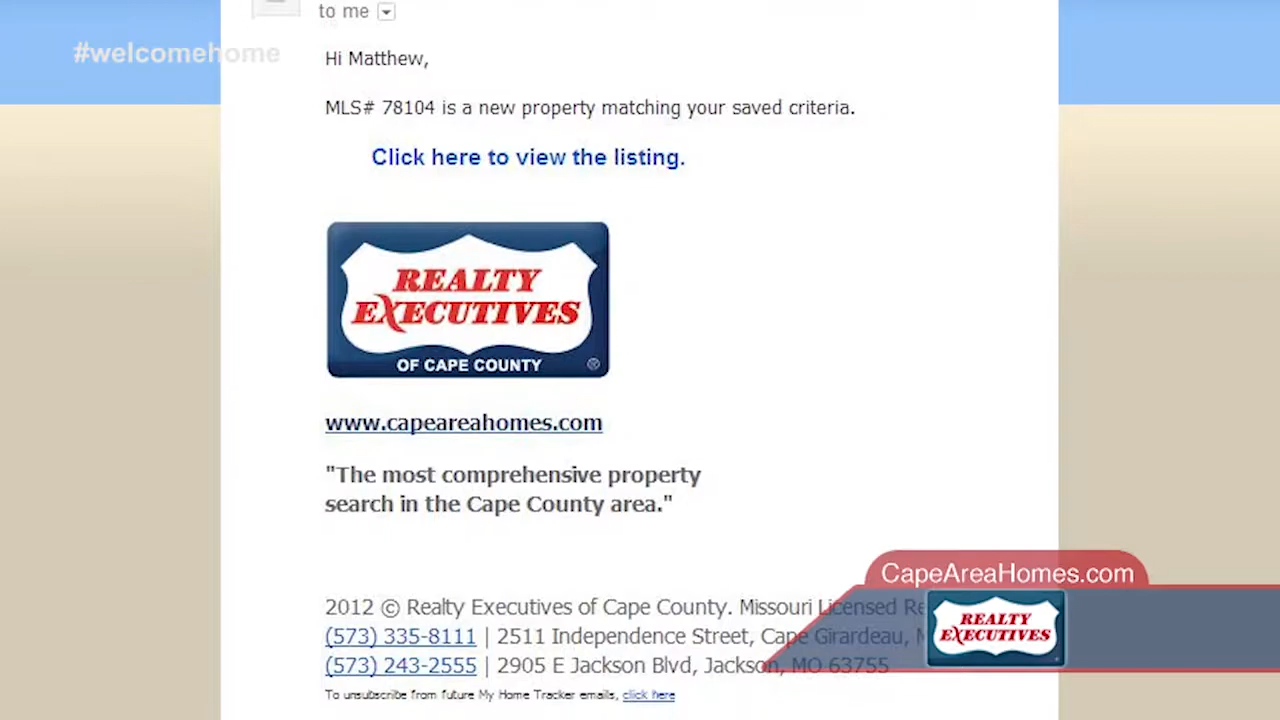 to me
#welcomehome
Hi Matthew,
MLS# 78104 is a new property matching your saved criteria.
Click here to view the listing.
REALTY
EXECUTIVES
OF CAPE COUNTY ®
www.capeareahomes.com
"The most comprehensive property
search in the Cape County area."
CapeAreaHomes.com
2012 © Realty Executives of Cape County. Missouri Licensed
(573) 335-8111 | 2511 Independence Street, Cape Girardeau,
(573) 243-2555 | 2905 E Jackson Blvd, Jackson, MO 63755
REALTY
EXECUTIVES
To unsubscribe from future My Home Tracker emails, click here